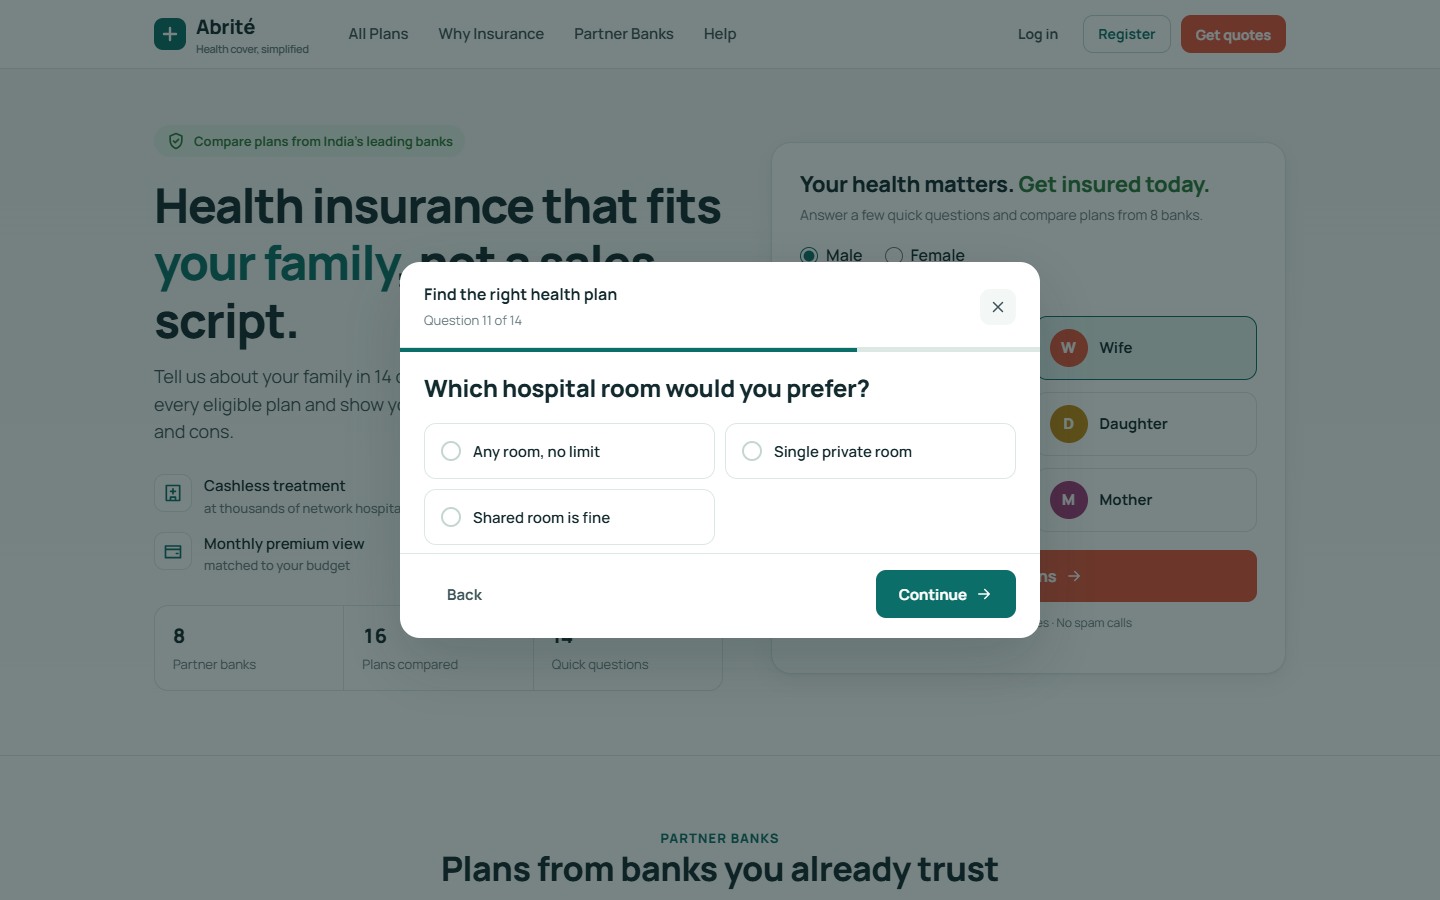 Abrité
Health cover, simplified
All Plans
Why Insurance
Partner Banks
Help
Log in
Register
Get quotes
Compare plans from India's leading banks
Health insurance that fits
your family, not a sales
script.
Tell us about your family in 14
every eligible plan and show
and cons.
Cashless treatment
at thousands of network
Monthly premium view
matched to your budget
8
Partner banks
16
Plans compared
14
Quick questions
Your health matters. Get insured today.
Answer a few quick questions and compare plans from 8 banks.
Male
Female
W
Wife
D
Daughter
M
Mother
No spam calls
Find the right health plan
Question 11 of 14
Which hospital room would you prefer?
Any room, no limit
Single private room
Shared room is fine
Back
Continue
PARTNER BANKS
Plans from banks you already trust